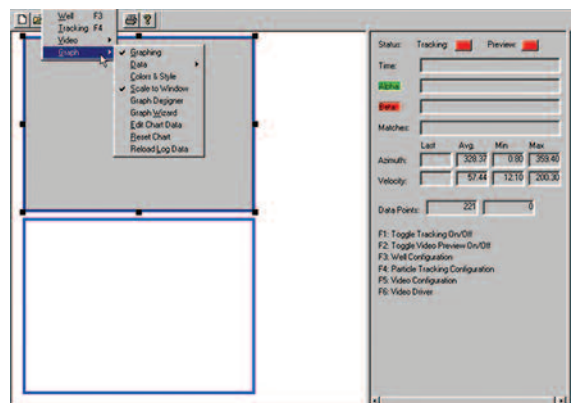 Well F3
Tracking F4
Video
Graph
Graphing
Data
Colors & Style
Scale to Window
Graph Designer
Graph Wizard
Edit Chart Data
Reset Chart
Reload Log Data
Status: Tracking: Preview:
Time:
Alpha:
Beta:
Matches:
Last Avg. Min Max
Azimuth: 328.37 0.80 359.40
Velocity: 57.44 12.10 200.30
Data Points: 221 0
F1: Toggle Tracking On/Off
F2: Toggle Video Preview On/Off
F3: Well Configuration
F4: Particle Tracking Configuration
F5: Video Configuration
F6: Video Driver